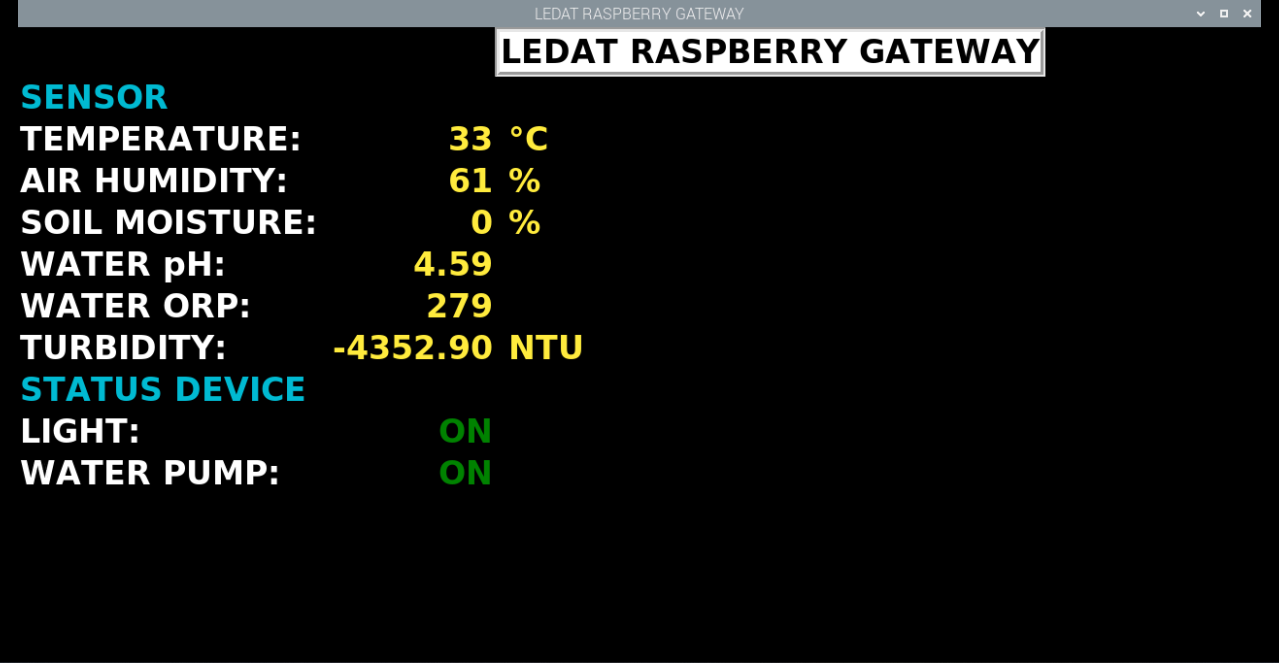 LEDAT RASPBERRY GATEWAY
LEDAT RASPBERRY GATEWAY
SENSOR
TEMPERATURE: 33 °C
AIR HUMIDITY: 61 %
SOIL MOISTURE: 0 %
WATER pH: 4.59
WATER ORP: 279
TURBIDITY: -4352.90 NTU
STATUS DEVICE
LIGHT: ON
WATER PUMP: ON